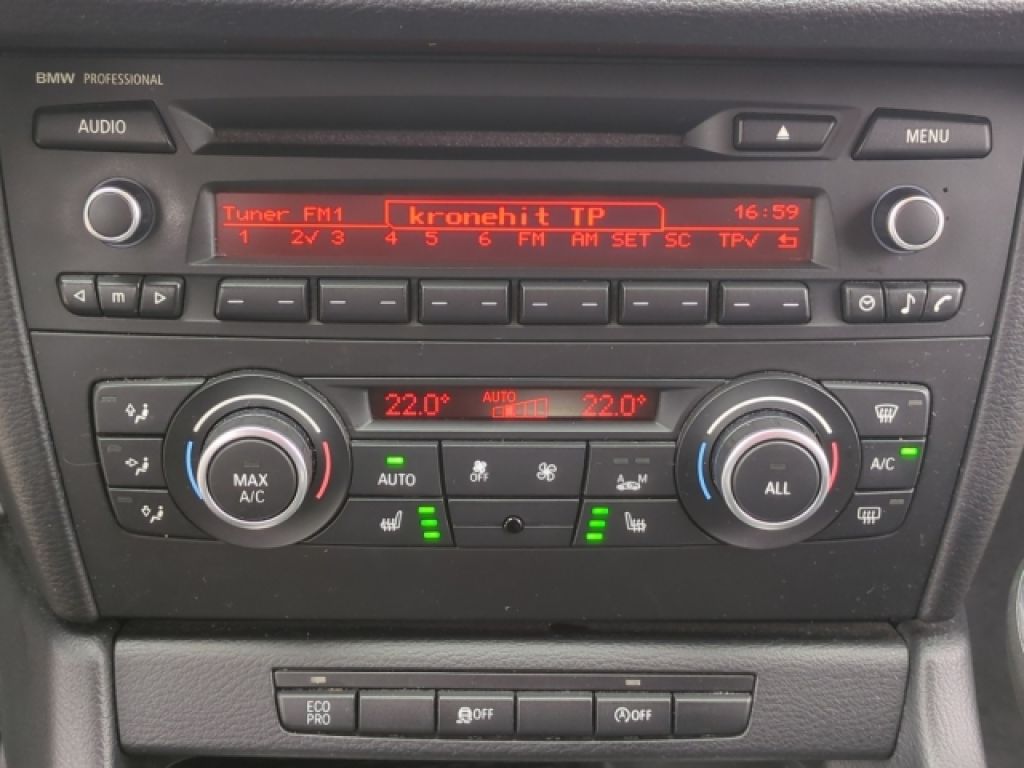 BMW PROFESSIONAL
AUDIO
MENU
Tuner FM1 kronehit TP 16:59
1 2✓ 3 4 5 6 FM AM SET SC TP✓
m
22.0° AUTO 22.0°
MAX
A/C
AUTO
OFF
A M
ALL
A/C
ECO
PRO
OFF
A OFF